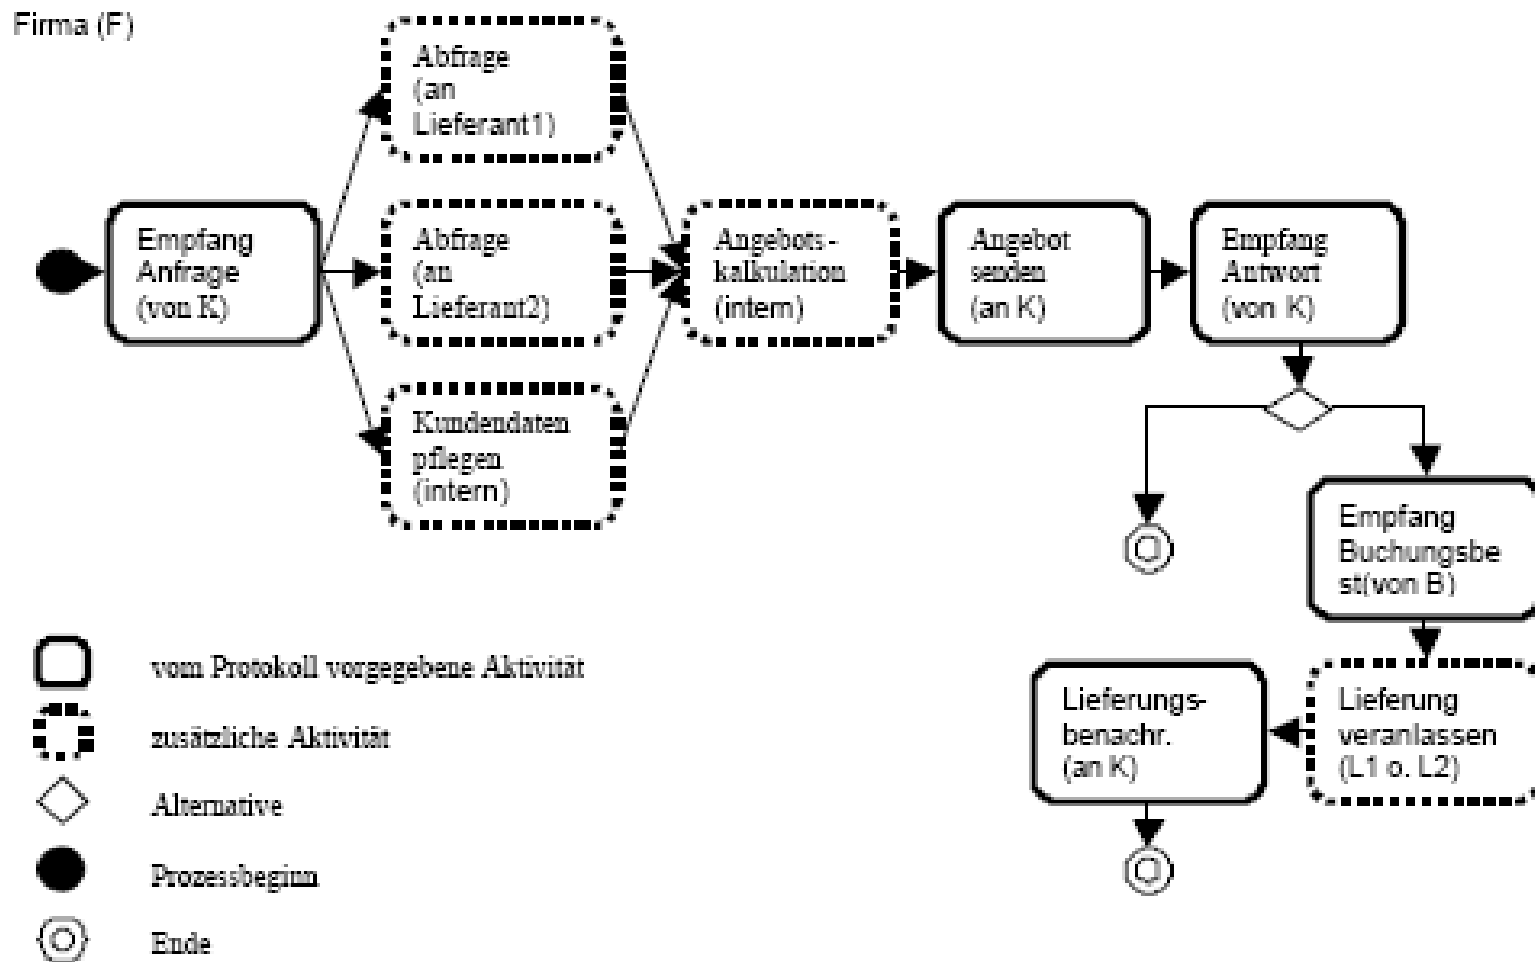 Firma (F)
Abfrage
(an
Lieferant1)
Empfang
Anfrage
(von K)
Abfrage
(an
Lieferant2)
Kundendaten
pflegen
(intern)
Angebots-
kalkulation
(intern)
Angebot
senden
(an K)
Empfang
Antwort
(von K)
Empfang
Buchungsbe
st(von B)
Lieferung
veranlassen
(L1 o. L2)
Lieferungs-
benachr.
(an K)
vom Protokoll vorgegebene Aktivität
zusätzliche Aktivität
Alternative
Prozessbeginn
Ende